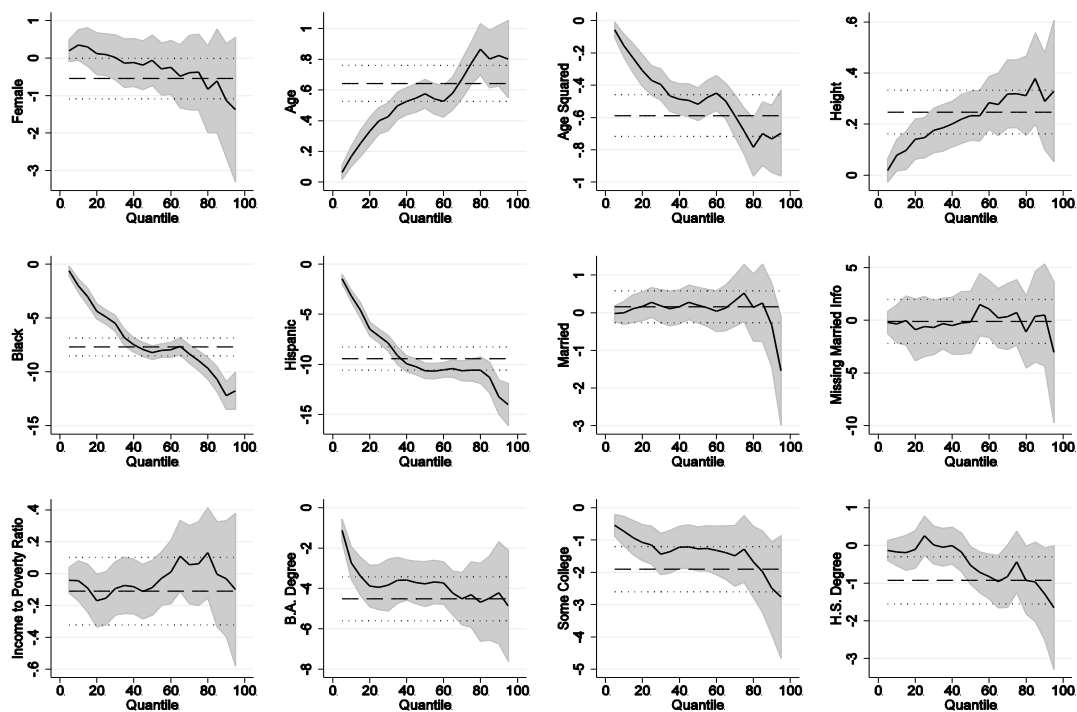 Female
1
0
-1
-2
-3
0. 20. 40. 60. 80. 100.
Quantile.
Age
1
.8
.6
.4
.2
0
0. 20. 40. 60. 80. 100.
Quantile.
Age Squared
0
-.2
-.4
-.6
-.8
-1
0. 20. 40. 60. 80. 100.
Quantile.
Height
.6
.4
.2
0
0. 20. 40. 60. 80. 100.
Quantile.
Black
0
-5
-10
-15
0. 20. 40. 60. 80. 100.
Quantile.
Hispanic
0
-5
-10
-15
0. 20. 40. 60. 80. 100.
Quantile.
Married
1
0
-1
-2
-3
0. 20. 40. 60. 80. 100.
Quantile.
Missing Married Info
5
0
-5
-10
0. 20. 40. 60. 80. 100.
Quantile.
Income to Poverty Ratio
.4
.2
0
-.2
-.4
-.6
0. 20. 40. 60. 80. 100.
Quantile.
B.A. Degree
0
-2
-4
-6
-8
0. 20. 40. 60. 80. 100.
Quantile.
Some College
0
-1
-2
-3
-4
-5
0. 20. 40. 60. 80. 100.
Quantile.
H.S. Degree
1
0
-1
-2
-3
0. 20. 40. 60. 80. 100.
Quantile.